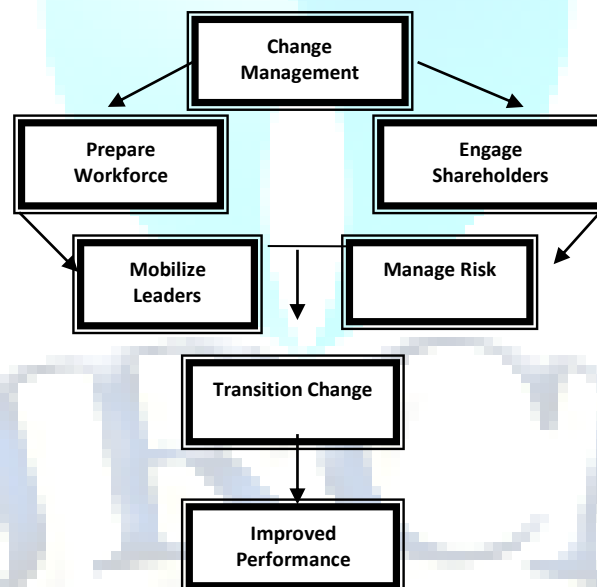 Change
Management
Prepare
Workforce
Engage
Shareholders
Mobilize
Leaders
Manage Risk
Transition Change
Improved
Performance